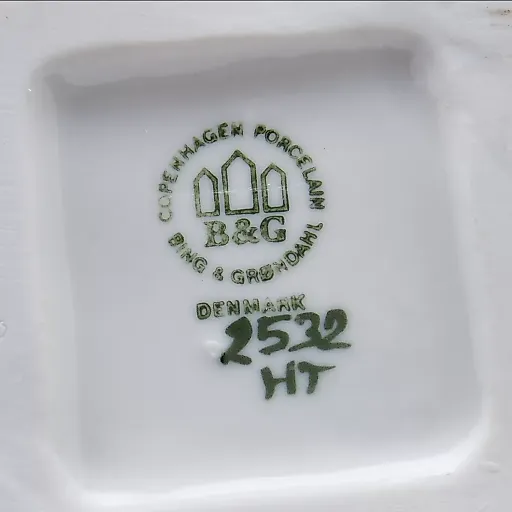 COPENHAGEN PORCELAIN
B&G
BING & GRØNDAHL
DENMARK
2532
HT